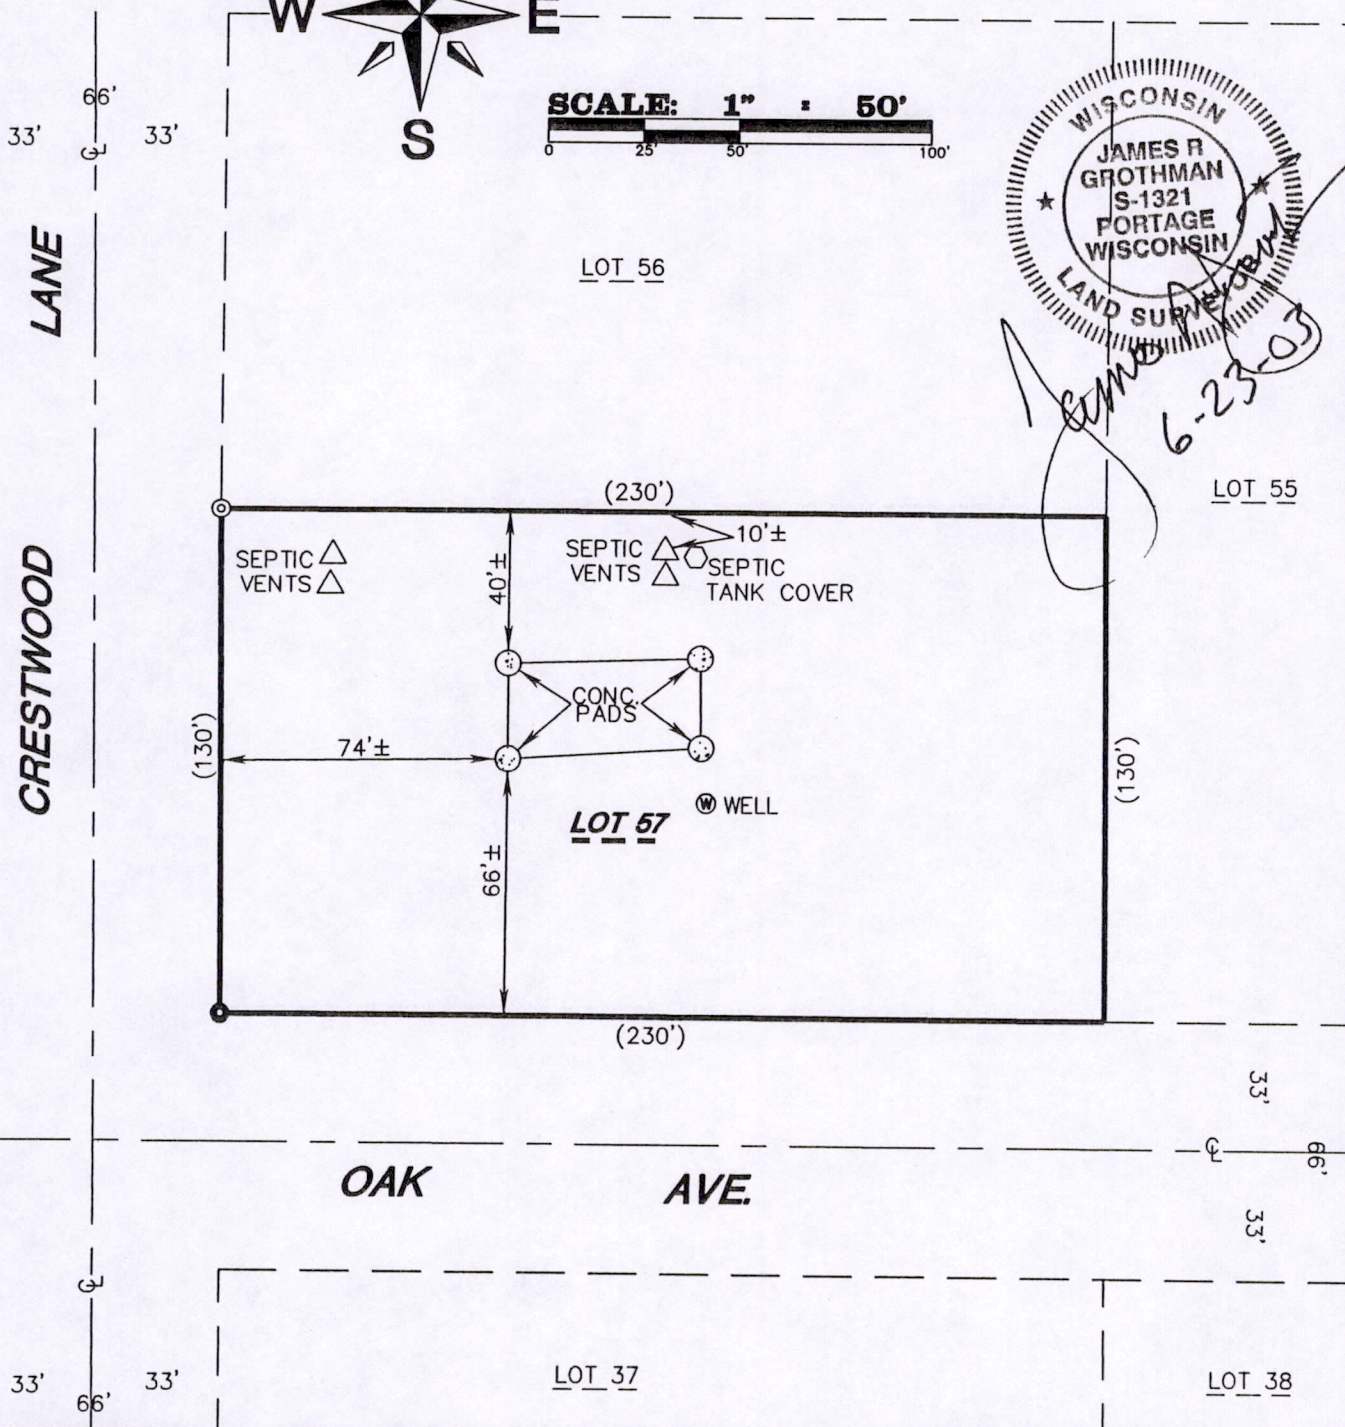 W E
S
SCALE: 1" : 50'
0 25' 50' 100'
WISCONSIN
JAMES R
GROTHMAN
S-1321
PORTAGE
WISCONSIN
LAND SURVEYOR
6-23-03
66'
33' 33'
CRESTWOOD LANE
LOT 56
LOT 55
(230')
SEPTIC
VENTS
40'±
SEPTIC
VENTS
10'±
SEPTIC
TANK COVER
CONC.
PADS
(130')
74'±
(130')
W WELL
LOT 57
66'±
(230')
33'
℄ 66'
33'
OAK AVE.
LOT 37
LOT 38
33' 33'
66'